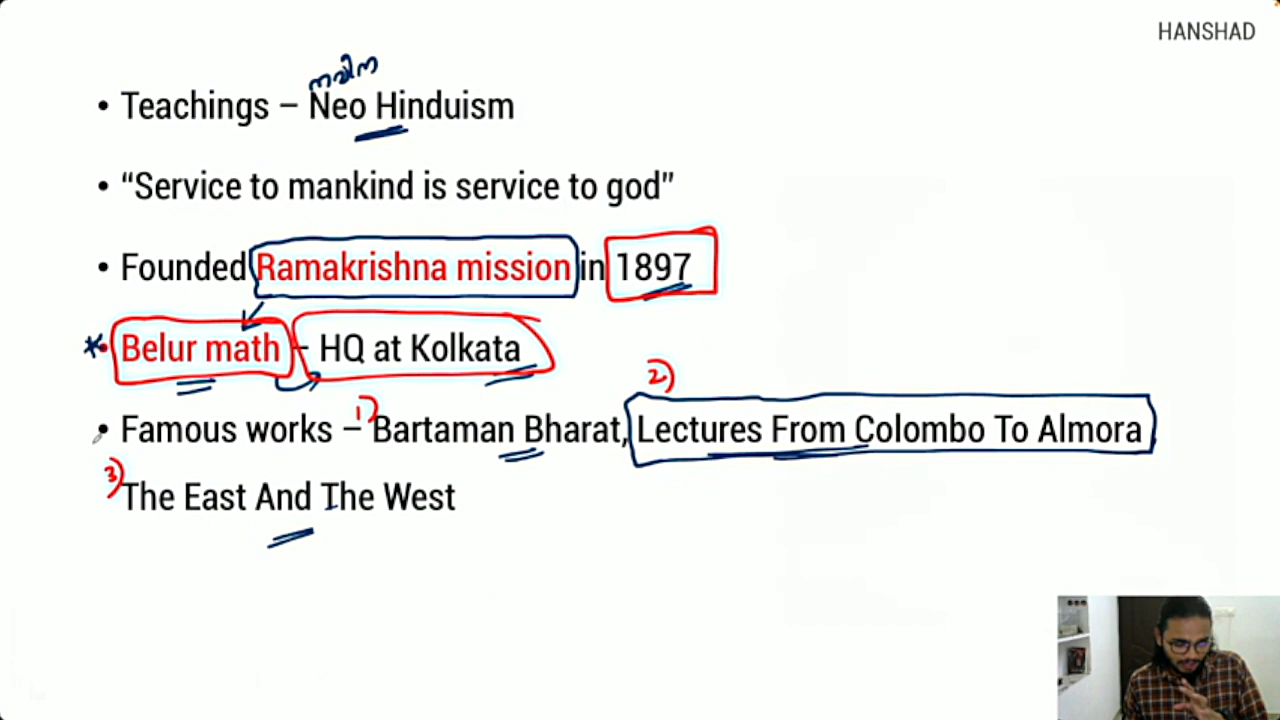 HANSHAD
നവീന
• Teachings – Neo Hinduism
• “Service to mankind is service to god”
• Founded Ramakrishna mission in 1897
* • Belur math – HQ at Kolkata
2)
• Famous works – 1) Bartaman Bharat, Lectures From Colombo To Almora
3) The East And The West